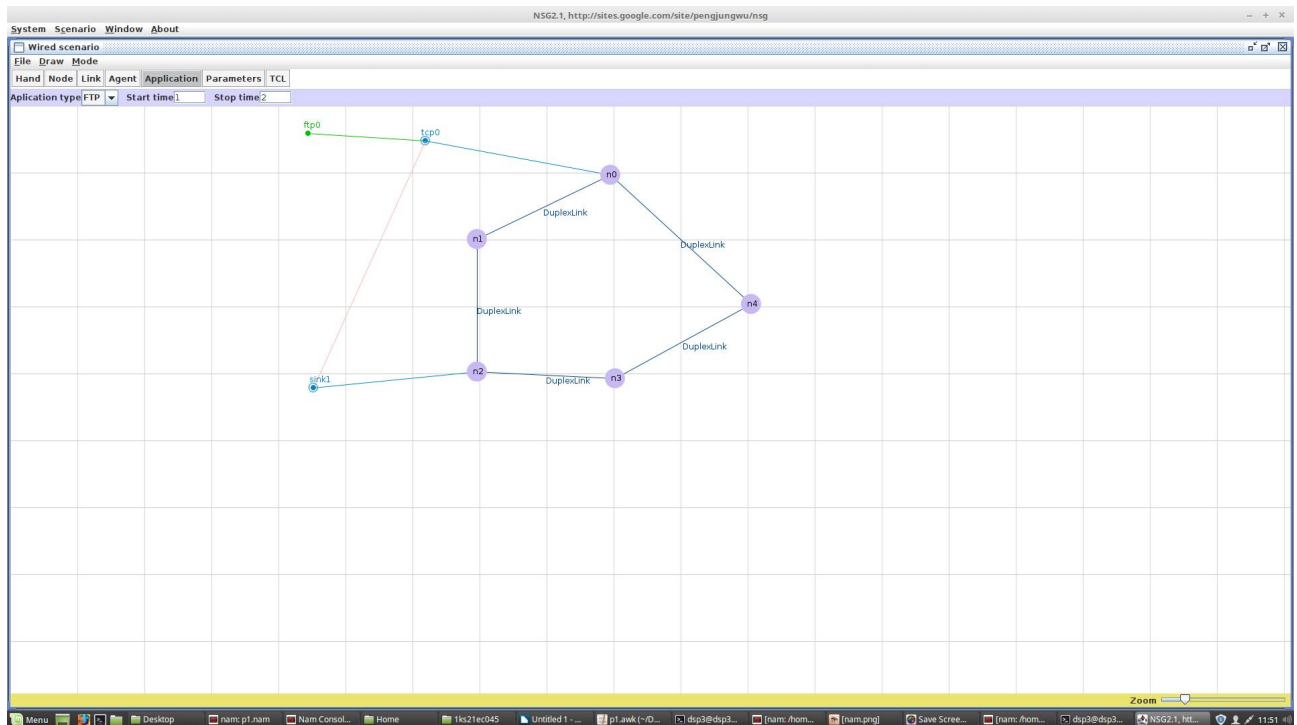 NSG2.1, http://sites.google.com/site/pengjungwu/nsg
System Scenario Window About
Wired scenario
File Draw Mode
Hand Node Link Agent Application Parameters TCL
Aplication type FTP Start time 1 Stop time 2
ftp0
tcp0
n0
DuplexLink
n1
DuplexLink
n4
DuplexLink
DuplexLink
n2
DuplexLink
n3
sink1
Zoom
Menu Desktop nam: p1.nam Nam Consol... Home 1ks21ec045 Untitled 1 - ... p1.awk (~/D... dsp3@dsp3... [nam: /hom... [nam.png] Save Scree... [nam: /hom... dsp3@dsp3... NSG2.1, htt... 11:51